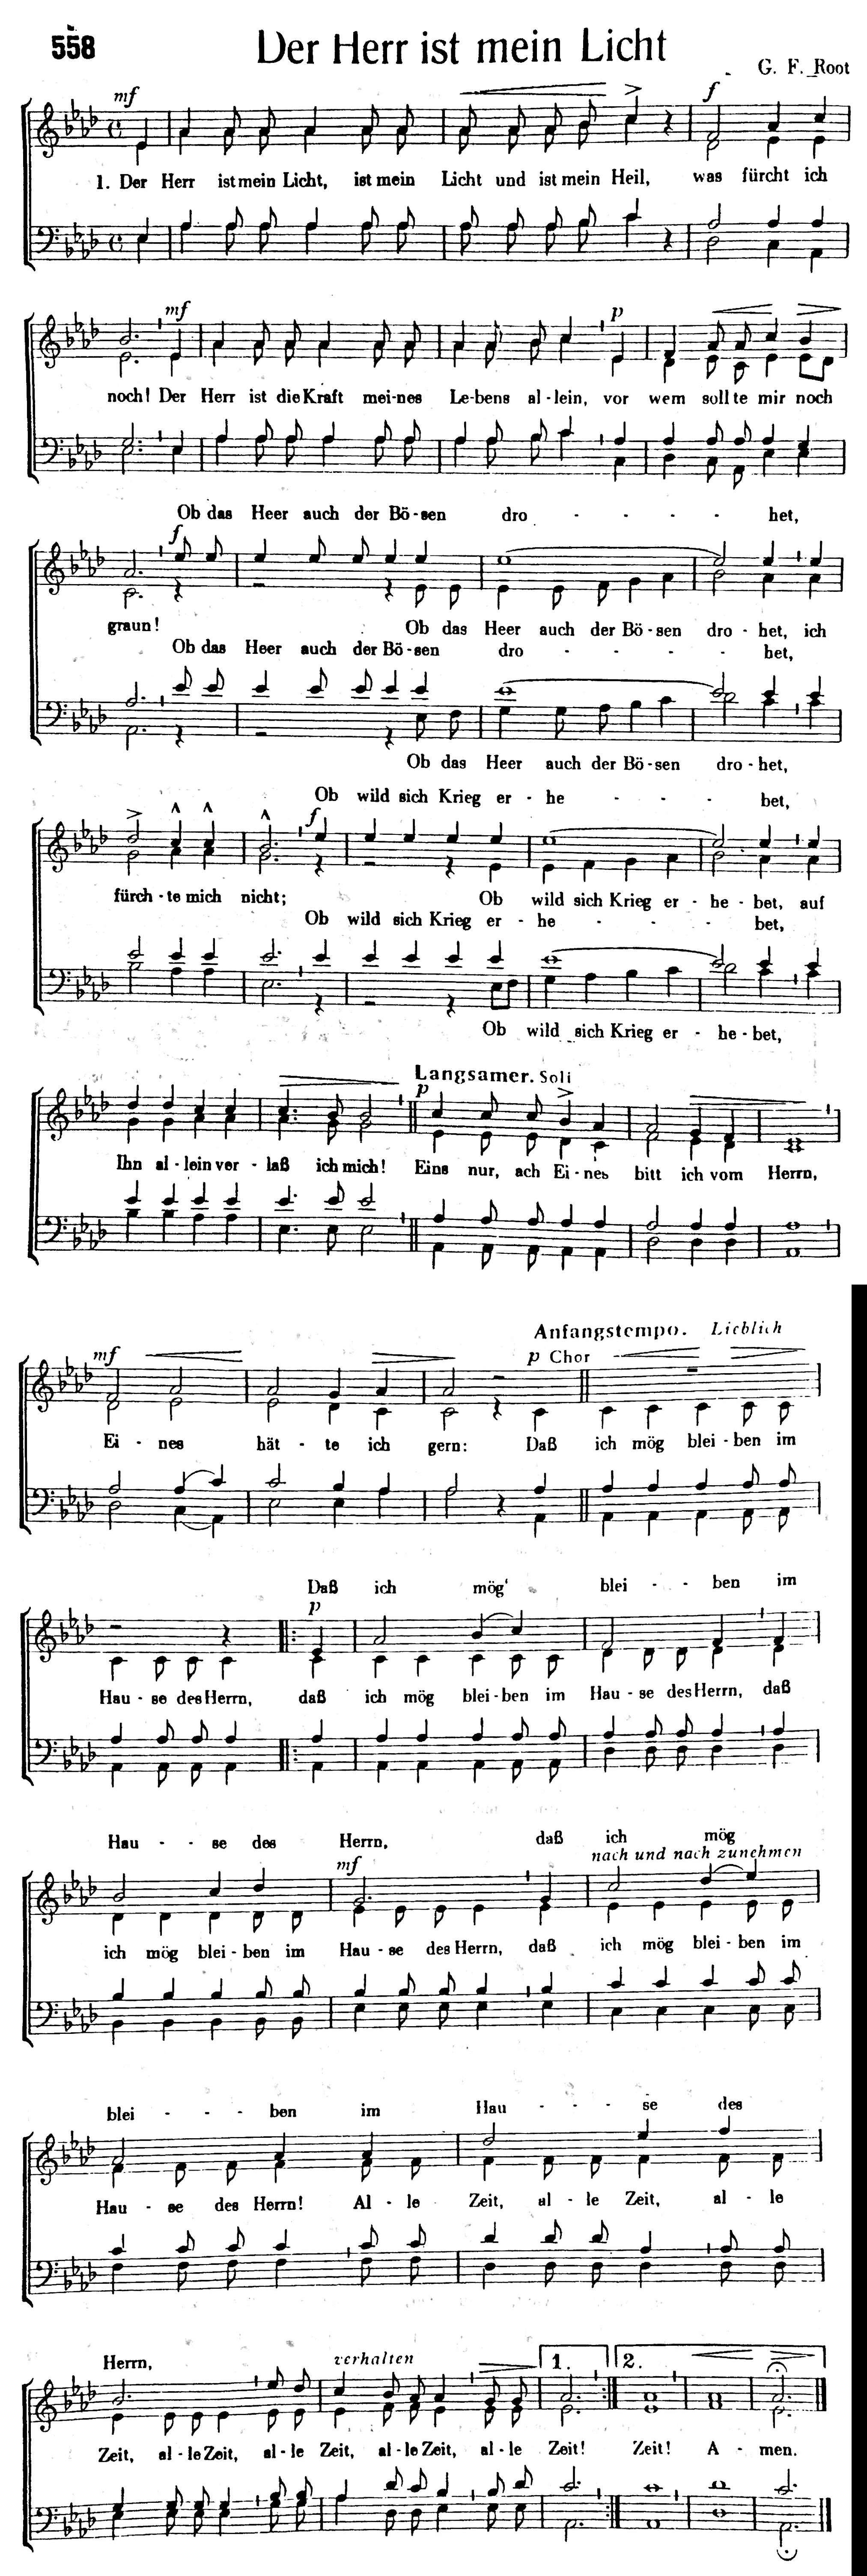 558
Der Herr ist mein Licht
G. F. Root
mf
f
1. Der Herr ist mein Licht, ist mein Licht und ist mein Heil, was fürcht ich
mf
p
noch! Der Herr ist die Kraft mei-nes Le-bens al-lein, vor wem sollte mir noch
Ob das Heer auch der Bö-sen dro - - - - het,
f
graun! Ob das Heer auch der Bö-sen dro - het, ich
Ob das Heer auch der Bö-sen dro - - - - het,
Ob das Heer auch der Bö-sen dro-het,
Ob wild sich Krieg er - he - - - - bet,
f
fürch-te mich nicht; Ob wild sich Krieg er - he - bet, auf
Ob wild sich Krieg er - he - - - - bet,
Ob wild sich Krieg er - he-bet,
Langsamer. Soli
p
Ihn al-lein ver - laß ich mich! Eins nur, ach Ei-nes bitt ich vom Herrn,
Anfangstempo. Lieblich
mf
p Chor
Ei - nes hät - te ich gern: Daß ich mög blei-ben im
Daß ich mög' blei - - ben im
p
Hau - se des Herrn, daß ich mög blei-ben im Hau - se des Herrn, daß
Hau - - se des Herrn, daß ich mög
mf
nach und nach zunehmen
ich mög blei-ben im Hau - se des Herrn, daß ich mög blei-ben im
blei - - - ben im Hau - - - se des
Hau - se des Herrn! Al - le Zeit, al - le Zeit, al - le
Herrn,
verhalten
1.
2.
Zeit, al-le Zeit, al-le Zeit, al-le Zeit, al-le Zeit! Zeit! A - men.